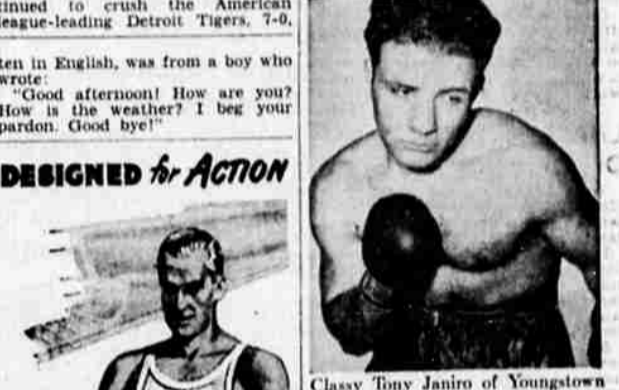 tinued to crush the American
league-leading Detroit Tigers, 7-0,
ten in English, was from a boy who
wrote:
"Good afternoon! How are you?
How is the weather? I beg your
pardon. Good bye!"
DESIGNED for ACTION
Classy Tony Janiro of Youngstown